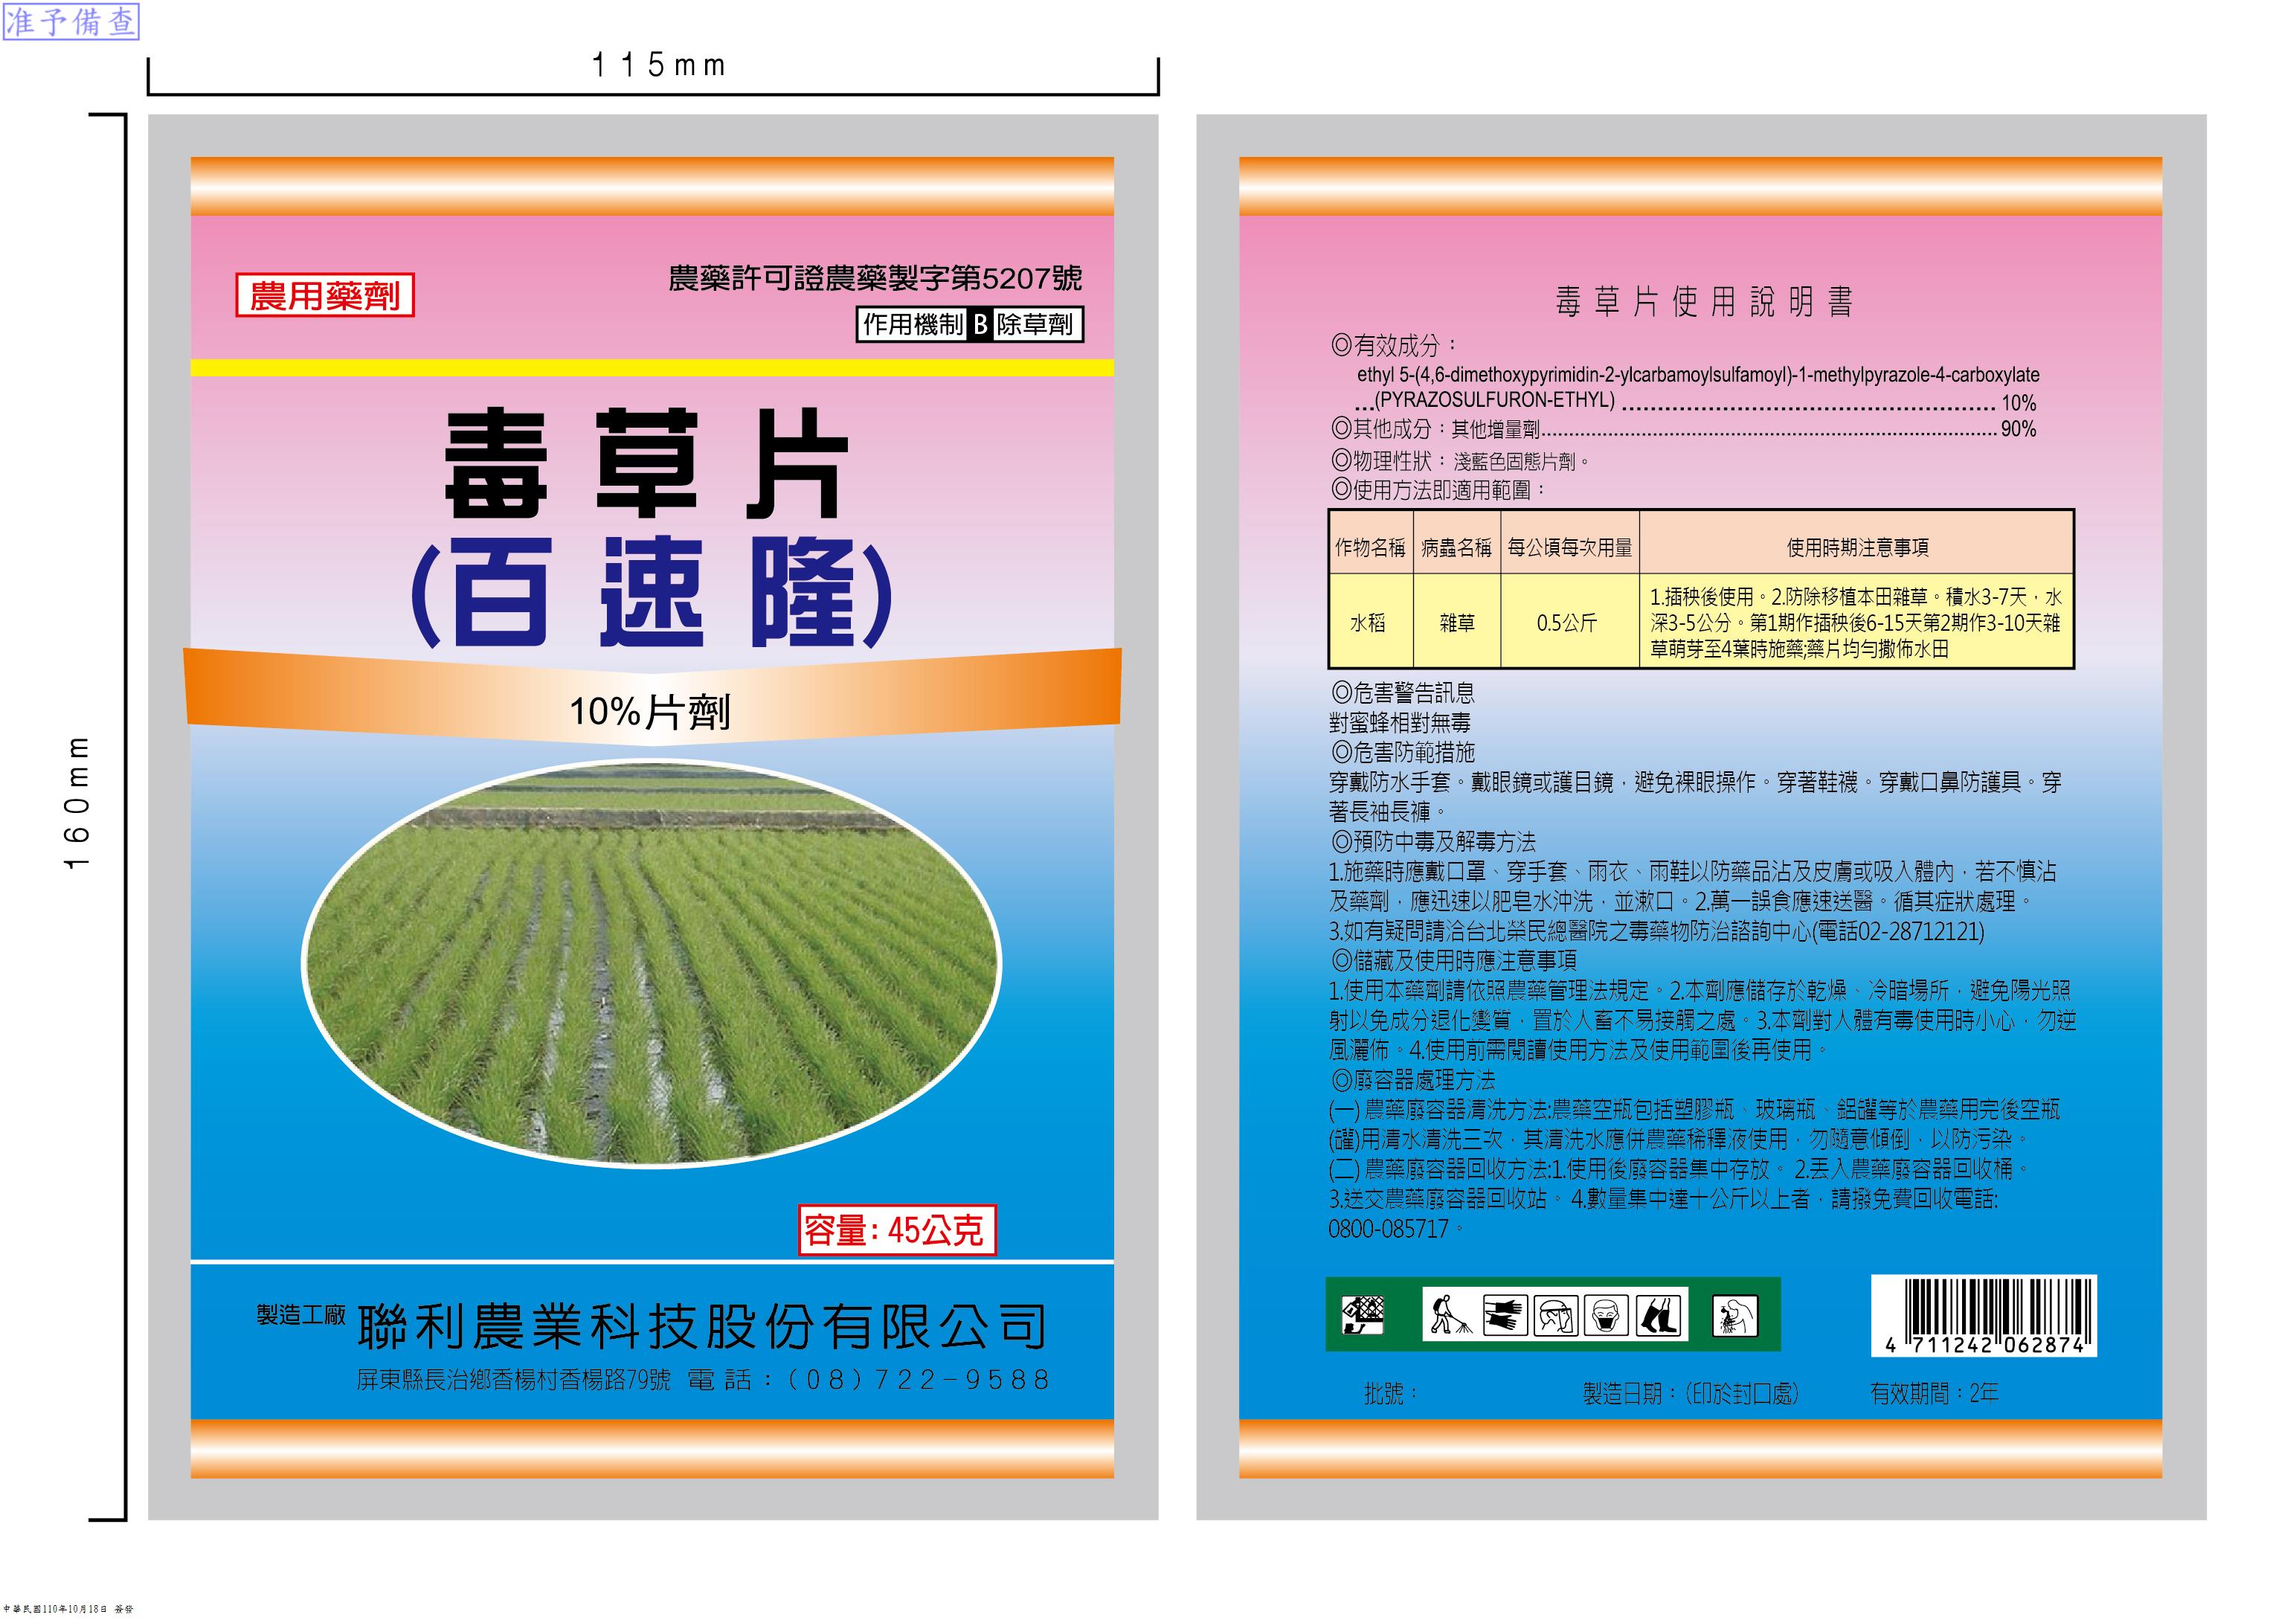 准予備查
115mm
160mm
農用藥劑
農藥許可證農藥製字第5207號
作用機制 B 除草劑
毒草片
(百速隆)
10%片劑
容量：45公克
製造工廠 聯利農業科技股份有限公司
屏東縣長治鄉香楊村香楊路79號 電話：(08)722-9588
毒草片使用說明書
◎有效成分：
ethyl 5-(4,6-dimethoxypyrimidin-2-ylcarbamoylsulfamoyl)-1-methylpyrazole-4-carboxylate
...(PYRAZOSULFURON-ETHYL) .................................................. 10%
◎其他成分：其他增量劑.................................................................. 90%
◎物理性狀：淺藍色固態片劑。
◎使用方法即適用範圍：
作物名稱 病蟲名稱 每公頃每次用量 使用時期注意事項
水稻 雜草 0.5公斤
1.插秧後使用。2.防除移植本田雜草。積水3-7天，水
深3-5公分。第1期作插秧後6-15天第2期作3-10天雜
草萌芽至4葉時施藥;藥片均勻撒佈水田
◎危害警告訊息
對蜜蜂相對無毒
◎危害防範措施
穿戴防水手套。戴眼鏡或護目鏡，避免裸眼操作。穿著鞋襪。穿戴口鼻防護具。穿
著長袖長褲。
◎預防中毒及解毒方法
1.施藥時應戴口罩、穿手套、雨衣、雨鞋以防藥品沾及皮膚或吸入體內，若不慎沾
及藥劑，應迅速以肥皂水沖洗，並漱口。2.萬一誤食應速送醫。循其症狀處理。
3.如有疑問請洽台北榮民總醫院之毒藥物防治諮詢中心(電話02-28712121)
◎儲藏及使用時應注意事項
1.使用本藥劑請依照農藥管理法規定。2.本劑應儲存於乾燥、冷暗場所，避免陽光照
射以免成分退化變質，置於人畜不易接觸之處。3.本劑對人體有毒使用時小心，勿逆
風灑佈。4.使用前需閱讀使用方法及使用範圍後再使用。
◎廢容器處理方法
(一) 農藥廢容器清洗方法:農藥空瓶包括塑膠瓶、玻璃瓶、鋁罐等於農藥用完後空瓶
(罐)用清水清洗三次，其清洗水應併農藥稀釋液使用，勿隨意傾倒，以防污染。
(二) 農藥廢容器回收方法:1.使用後廢容器集中存放。 2.丟入農藥廢容器回收桶。
3.送交農藥廢容器回收站。 4.數量集中達十公斤以上者，請撥免費回收電話:
0800-085717。
4 711242 062874
批號： 製造日期：(印於封口處) 有效期間：2年
中華民國110年10月18日 簽發